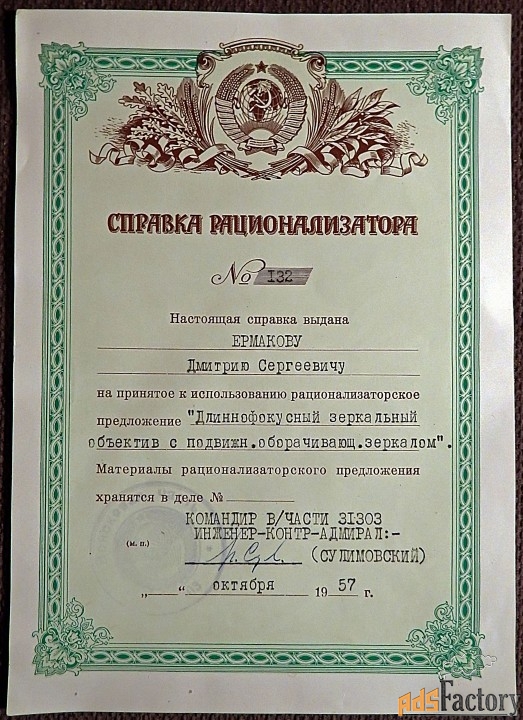 СПРАВКА РАЦИОНАЛИЗАТОРА
№ 132
Настоящая справка выдана
ЕРМАКОВУ
Дмитрию Сергеевичу
на принятое к использованию рационализаторское
предложение "Длиннофокусный зеркальный
объектив с подвижн.оборачивающ.зеркалом".
Материалы рационализаторского предложения
хранятся в деле №
КОМАНДИР В/ЧАСТИ 31303
ИНЖЕНЕР-КОНТР-АДМИРАЛ:-
(м. п.)
(СУЛИМОВСКИЙ)
„ “ октября 1957 г.
AdsFactory